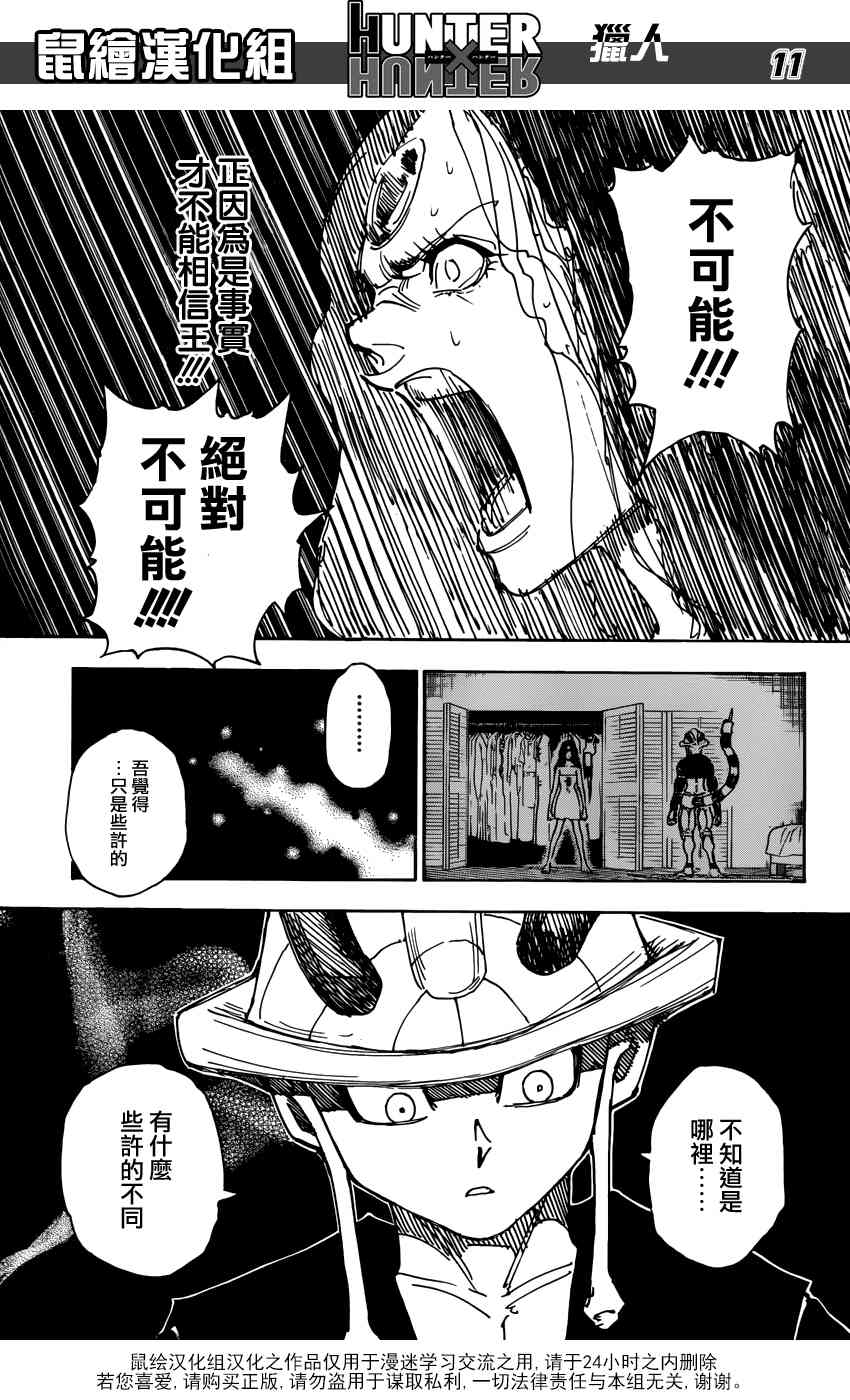 鼠繪漢化組
HUNTER
×
HUNTER
獵人
11
不可能!!!
正因為是事實
才不能相信王!!!
絕對
不可能!!!!
………
吾覺得
…只是些許的
不知道是
哪裡……
有什麼
些許的不同
鼠绘汉化组汉化之作品仅用于漫迷学习交流之用,请于24小时之内删除
若您喜爱,请购买正版,请勿盗用于谋取私利,一切法律责任与本组无关,谢谢。